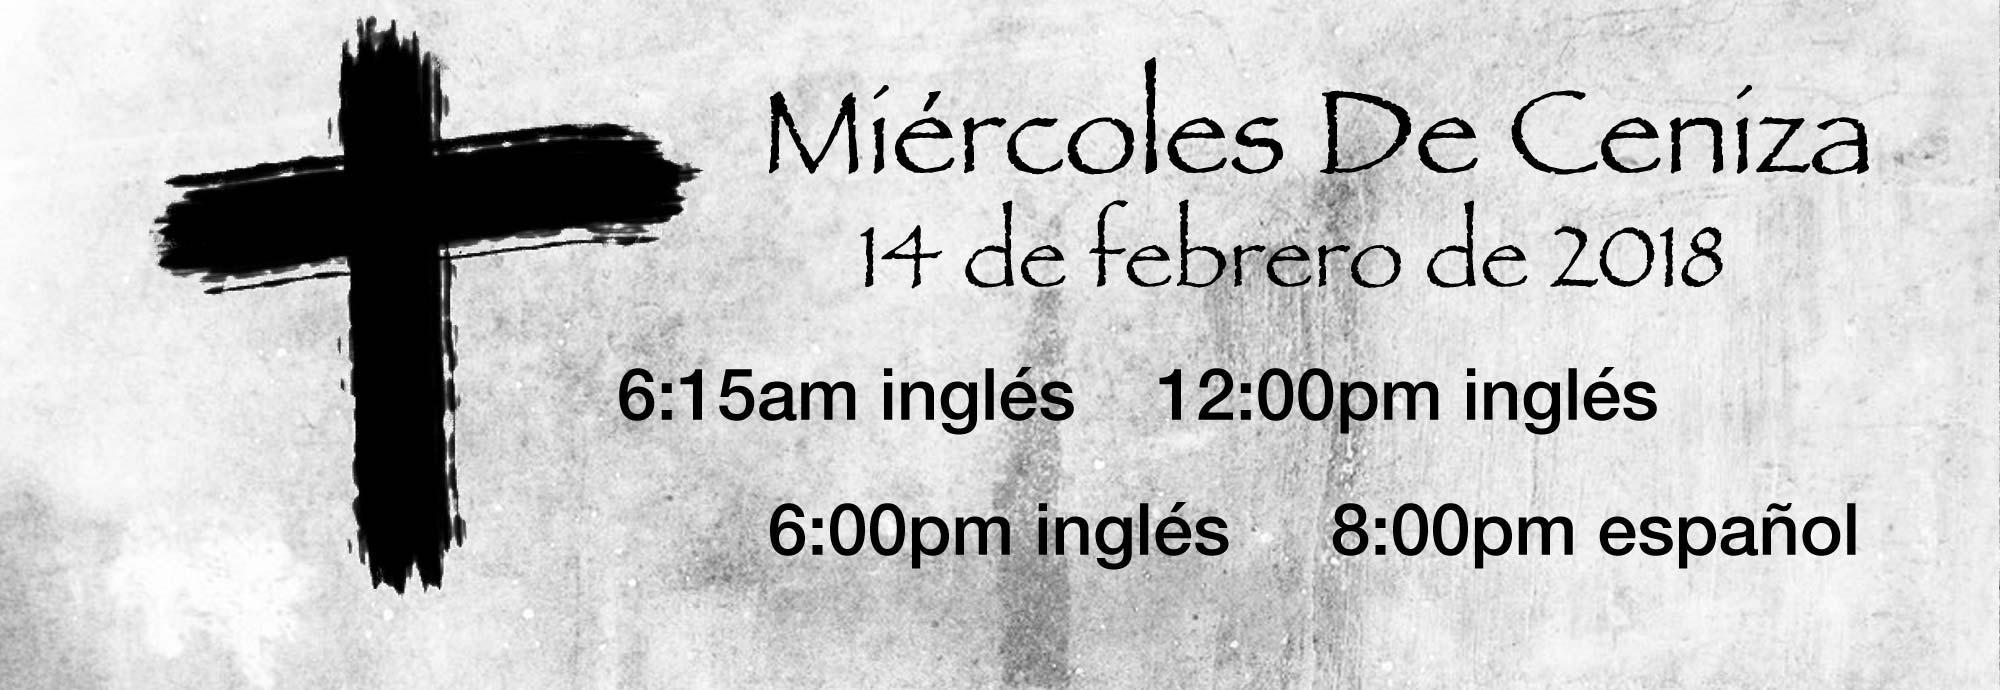 Miércoles De Ceniza
14 de febrero de 2018
6:15am inglés 12:00pm inglés
6:00pm inglés 8:00pm español